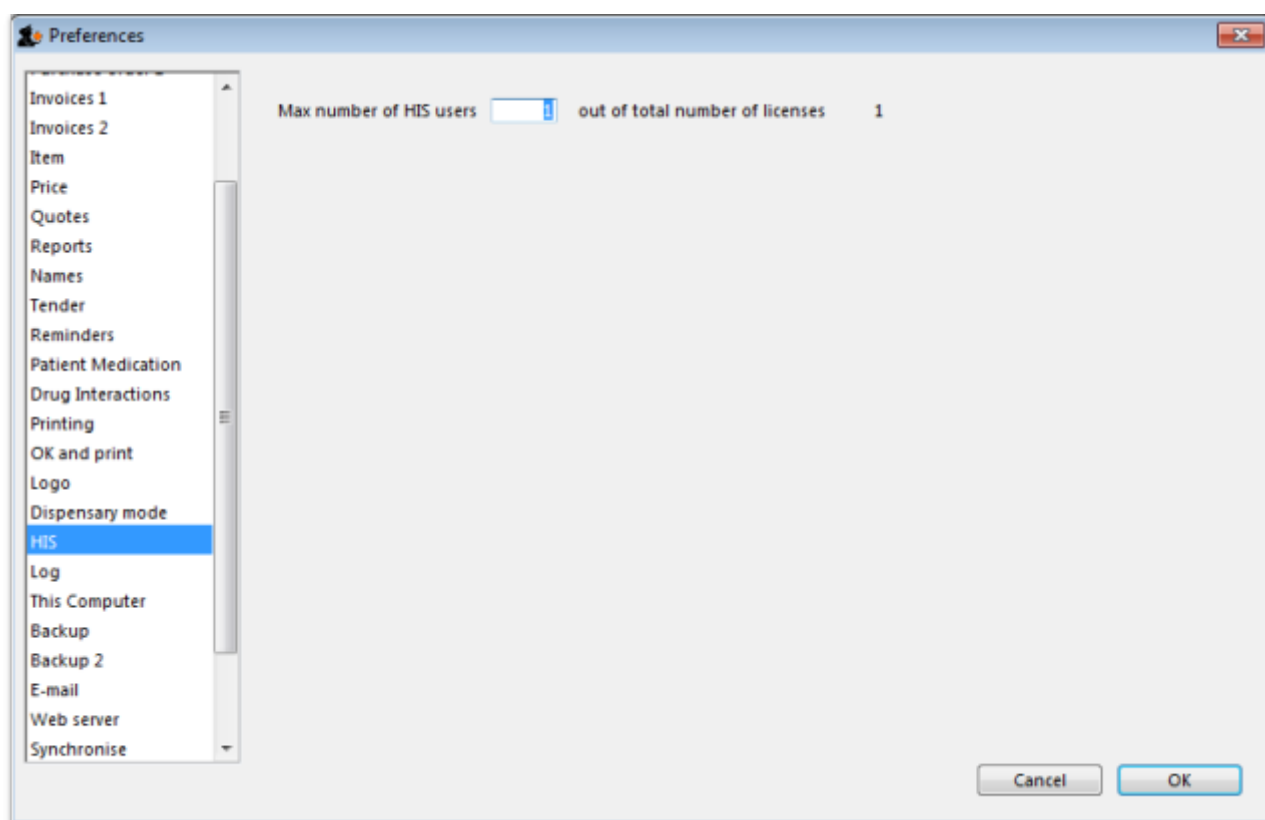 Preferences
Invoices 1
Invoices 2
Item
Price
Quotes
Reports
Names
Tender
Reminders
Patient Medication
Drug Interactions
Printing
OK and print
Logo
Dispensary mode
HIS
Log
This Computer
Backup
Backup 2
E-mail
Web server
Synchronise
Max number of HIS users 1 out of total number of licenses 1
Cancel OK